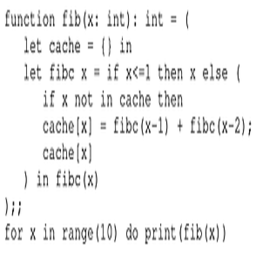 function fib(x: int): int = (
let cache = {} in
let fibc x = if x<=1 then x else (
if x not in cache then
cache[x] = fibc(x-1) + fibc(x-2);
cache[x]
) in fibc(x)
);;
for x in range(10) do print(fib(x))